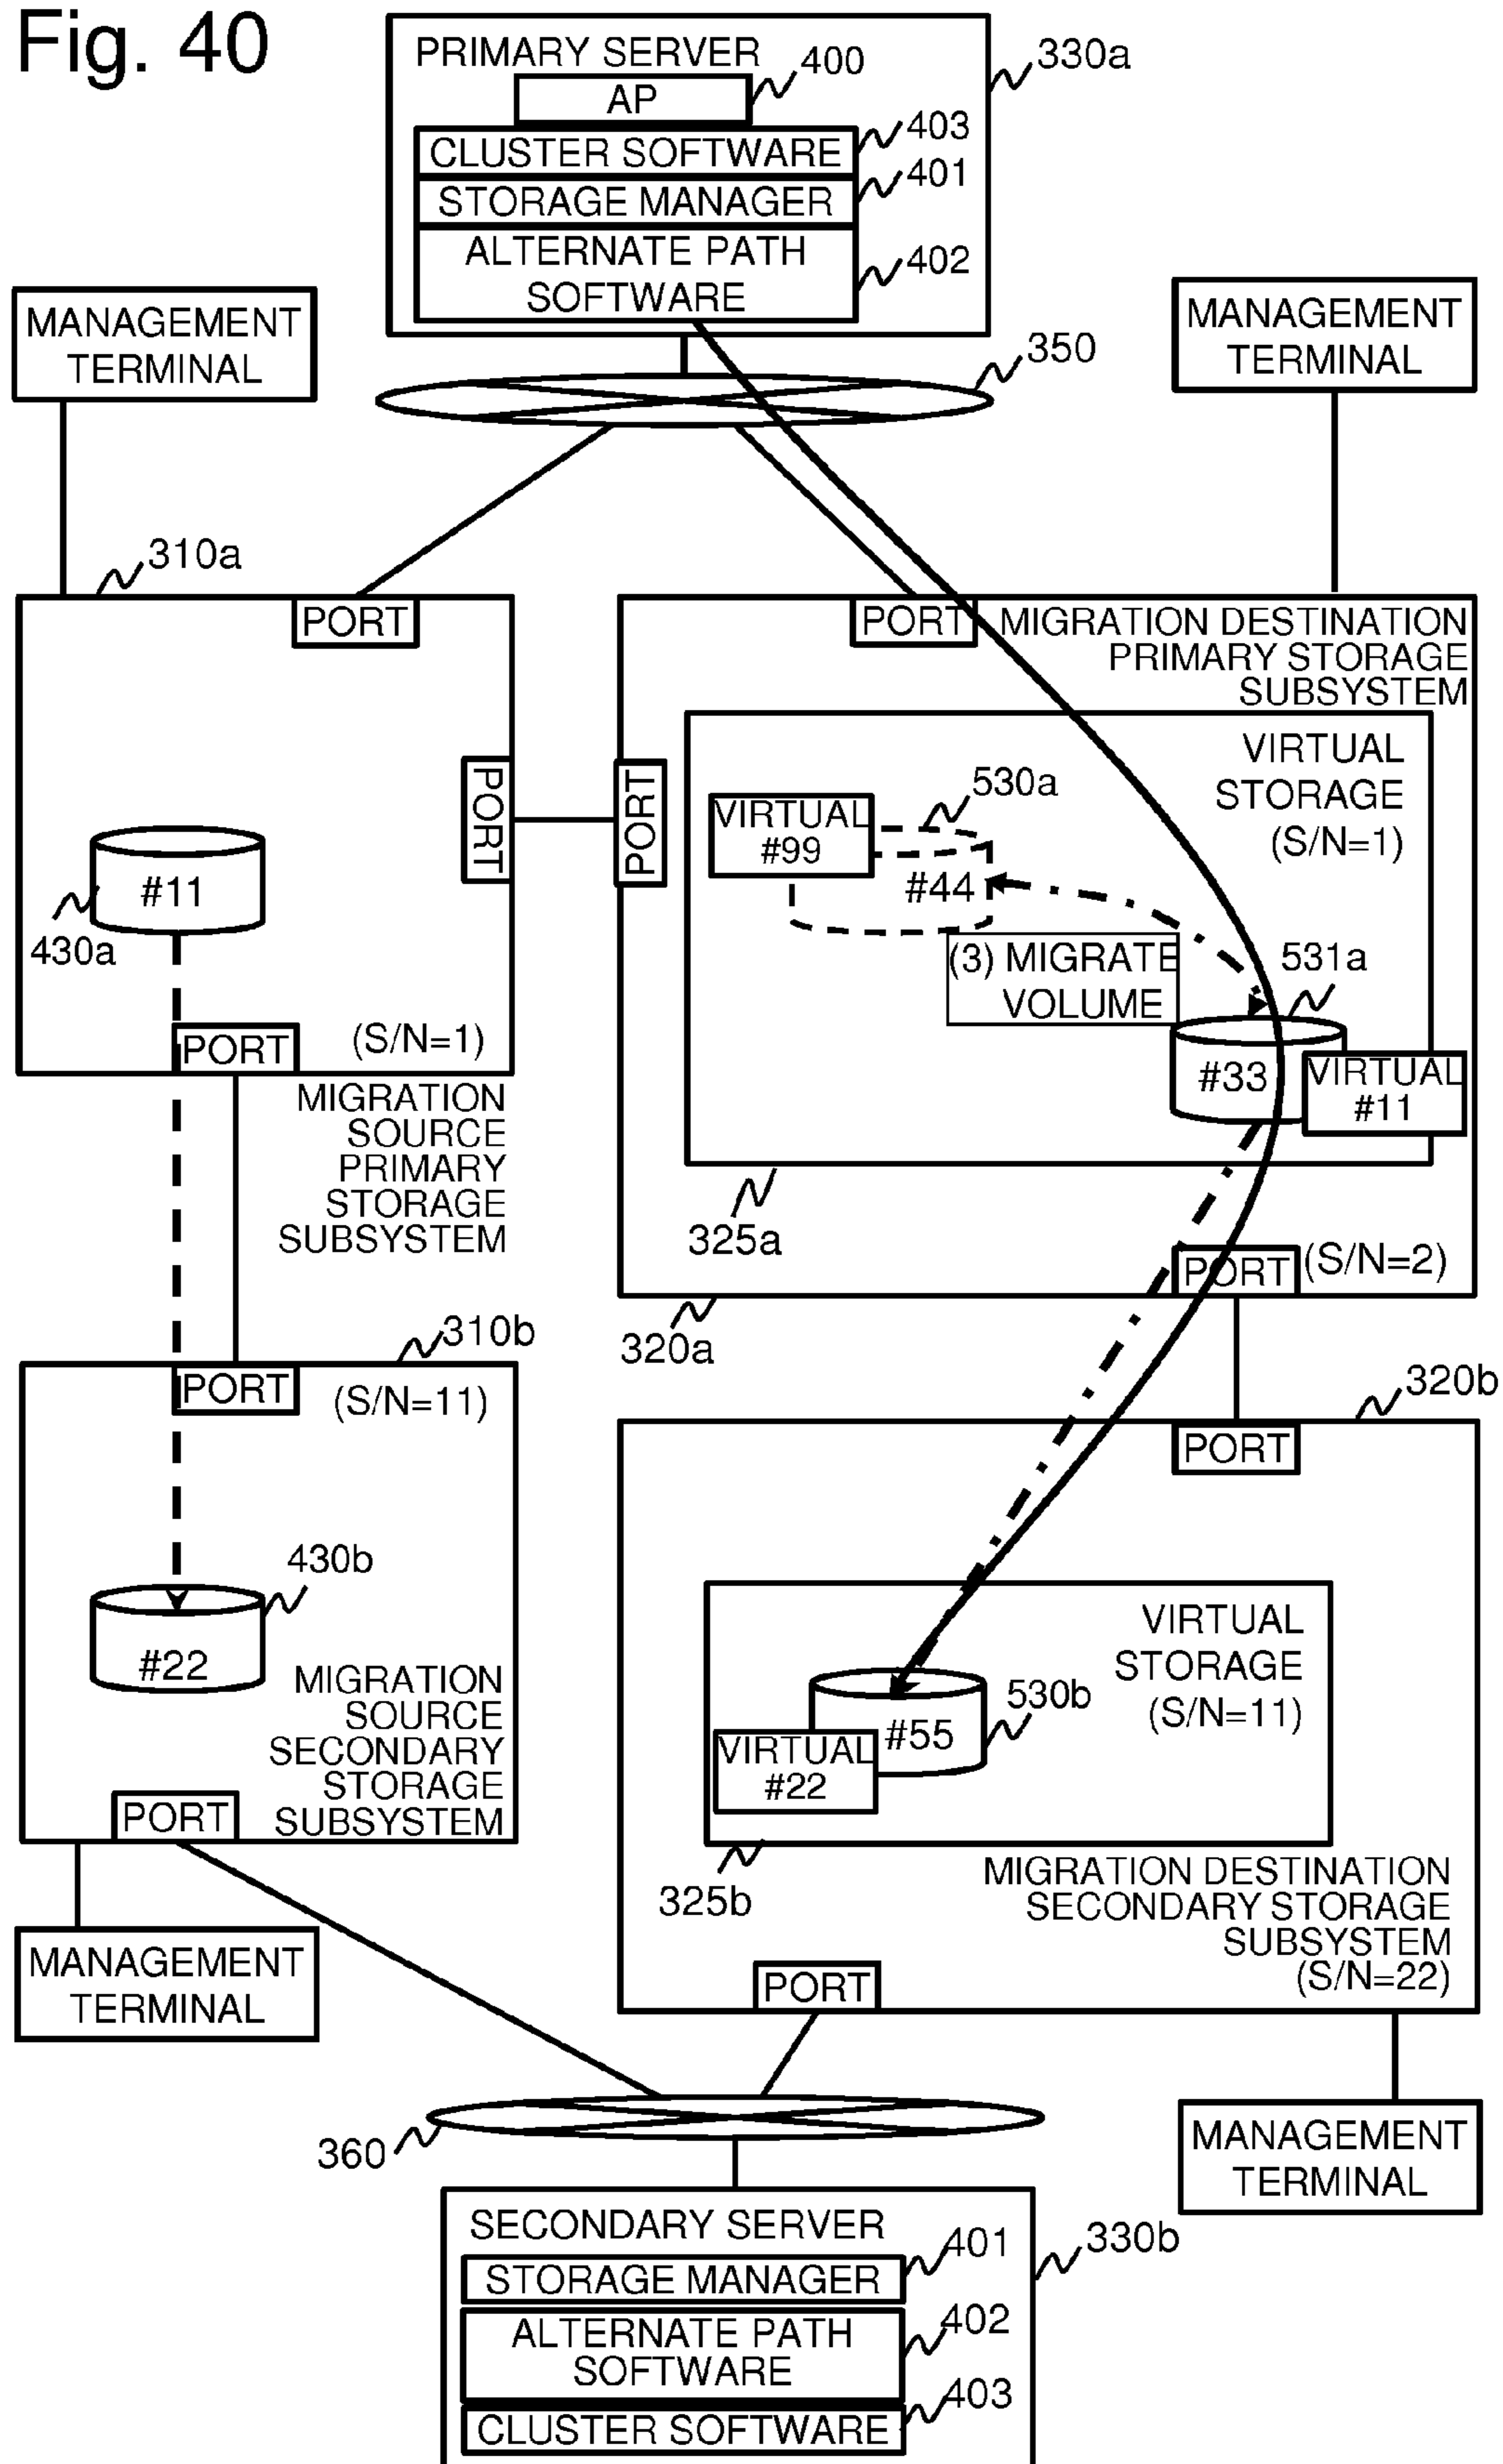 Fig. 40
PRIMARY SERVER
400
330a
AP
403
CLUSTER SOFTWARE
401
STORAGE MANAGER
ALTERNATE PATH
SOFTWARE
402
MANAGEMENT
TERMINAL
MANAGEMENT
TERMINAL
350
310a
PORT
PORT
MIGRATION DESTINATION
PRIMARY STORAGE
SUBSYSTEM
VIRTUAL
STORAGE
(S/N=1)
PORT
PORT
530a
VIRTUAL
#99
#44
#11
430a
(3) MIGRATE
VOLUME
531a
PORT
(S/N=1)
#33
VIRTUAL
#11
MIGRATION
SOURCE
PRIMARY
STORAGE
SUBSYSTEM
325a
PORT
(S/N=2)
320a
310b
PORT
(S/N=11)
320b
PORT
430b
#22
MIGRATION
SOURCE
SECONDARY
STORAGE
SUBSYSTEM
PORT
VIRTUAL
STORAGE
(S/N=11)
530b
#55
VIRTUAL
#22
325b
MIGRATION DESTINATION
SECONDARY STORAGE
SUBSYSTEM
(S/N=22)
PORT
MANAGEMENT
TERMINAL
360
MANAGEMENT
TERMINAL
SECONDARY SERVER
401
330b
STORAGE MANAGER
402
ALTERNATE PATH
SOFTWARE
403
CLUSTER SOFTWARE